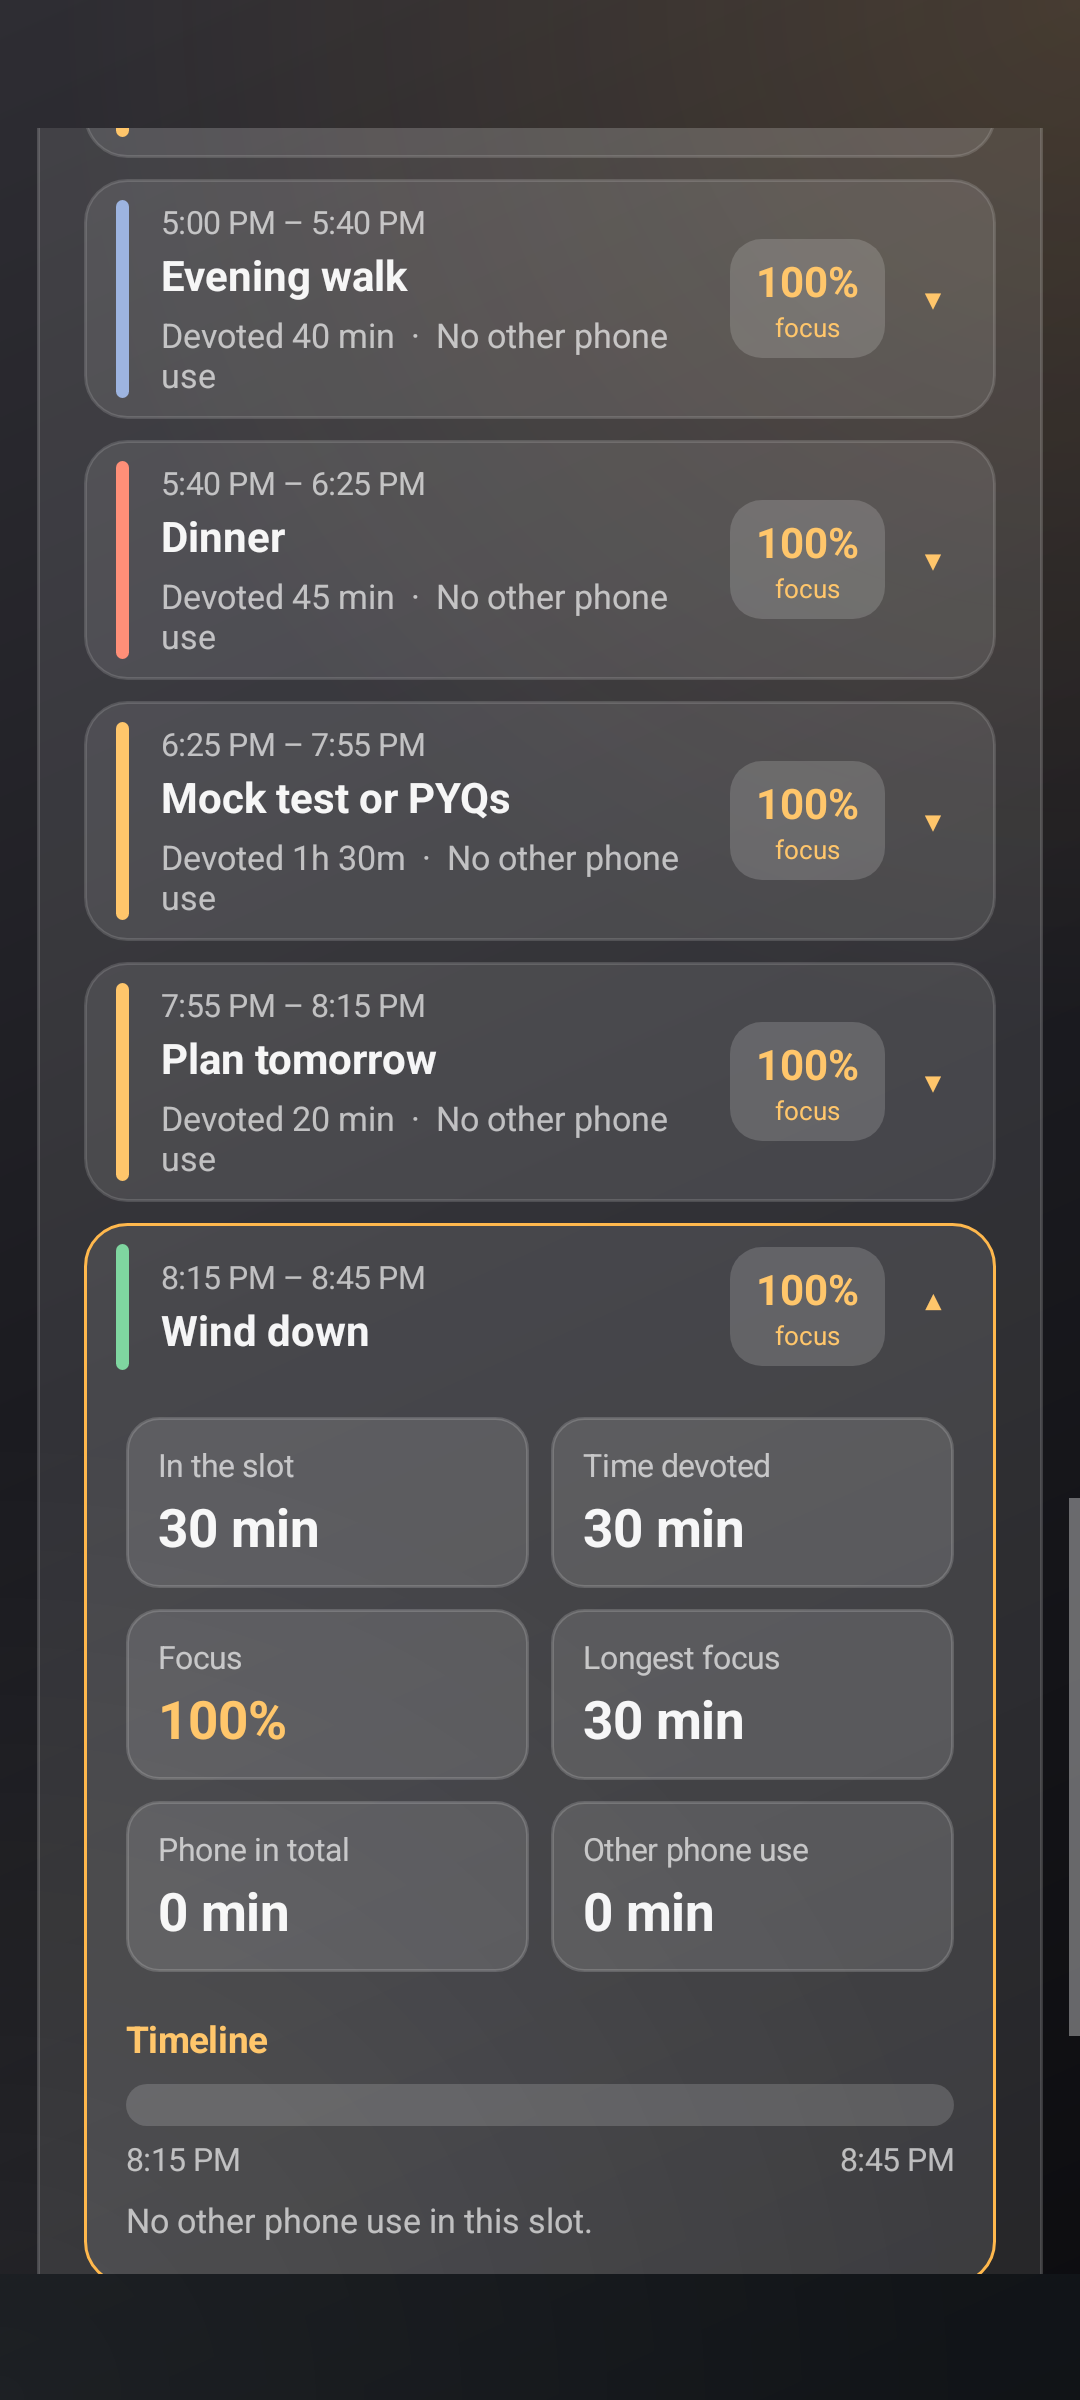 5:00 PM – 5:40 PM
Evening walk
Devoted 40 min · No other phone
use
100%
focus
▼
5:40 PM – 6:25 PM
Dinner
Devoted 45 min · No other phone
use
100%
focus
▼
6:25 PM – 7:55 PM
Mock test or PYQs
Devoted 1h 30m · No other phone
use
100%
focus
▼
7:55 PM – 8:15 PM
Plan tomorrow
Devoted 20 min · No other phone
use
100%
focus
▼
8:15 PM – 8:45 PM
Wind down
100%
focus
▲
In the slot
30 min
Time devoted
30 min
Focus
100%
Longest focus
30 min
Phone in total
0 min
Other phone use
0 min
Timeline
8:15 PM
8:45 PM
No other phone use in this slot.